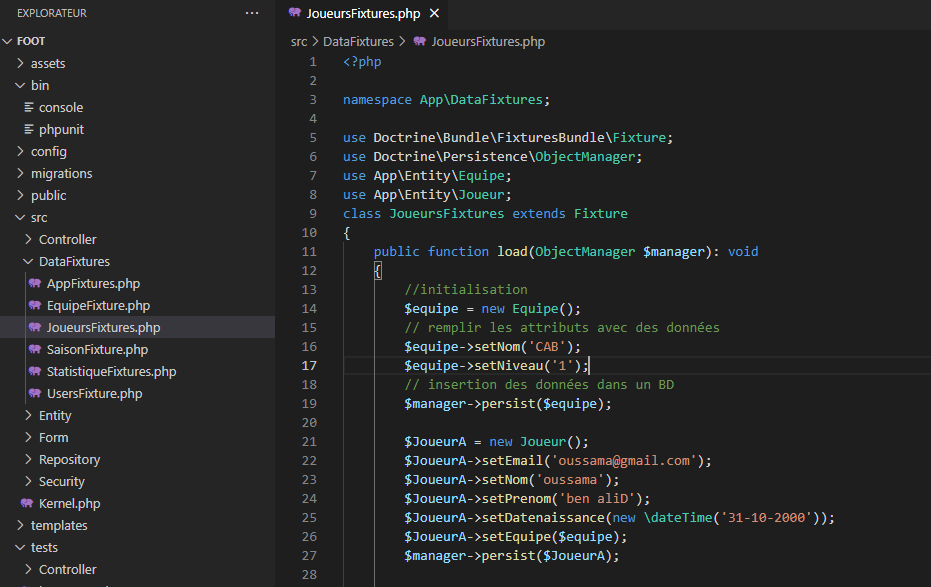 EXPLORATEUR
FOOT
assets
bin
console
phpunit
config
migrations
public
src
Controller
DataFixtures
AppFixtures.php
EquipeFixture.php
JoueursFixtures.php
SaisonFixture.php
StatistiqueFixtures.php
UsersFixture.php
Entity
Form
Repository
Security
Kernel.php
templates
tests
Controller
JoueursFixtures.php
src > DataFixtures > JoueursFixtures.php
1 <?php
2
3 namespace App\DataFixtures;
4
5 use Doctrine\Bundle\FixturesBundle\Fixture;
6 use Doctrine\Persistence\ObjectManager;
7 use App\Entity\Equipe;
8 use App\Entity\Joueur;
9 class JoueursFixtures extends Fixture
10 {
11 public function load(ObjectManager $manager): void
12 {
13 //initialisation
14 $equipe = new Equipe();
15 // remplir les attributs avec des données
16 $equipe->setNom('CAB');
17 $equipe->setNiveau('1');
18 // insertion des données dans un BD
19 $manager->persist($equipe);
20
21 $JoueurA = new Joueur();
22 $JoueurA->setEmail('oussama@gmail.com');
23 $JoueurA->setNom('oussama');
24 $JoueurA->setPrenom('ben aliD');
25 $JoueurA->setDatenaissance(new \dateTime('31-10-2000'));
26 $JoueurA->setEquipe($equipe);
27 $manager->persist($JoueurA);
28